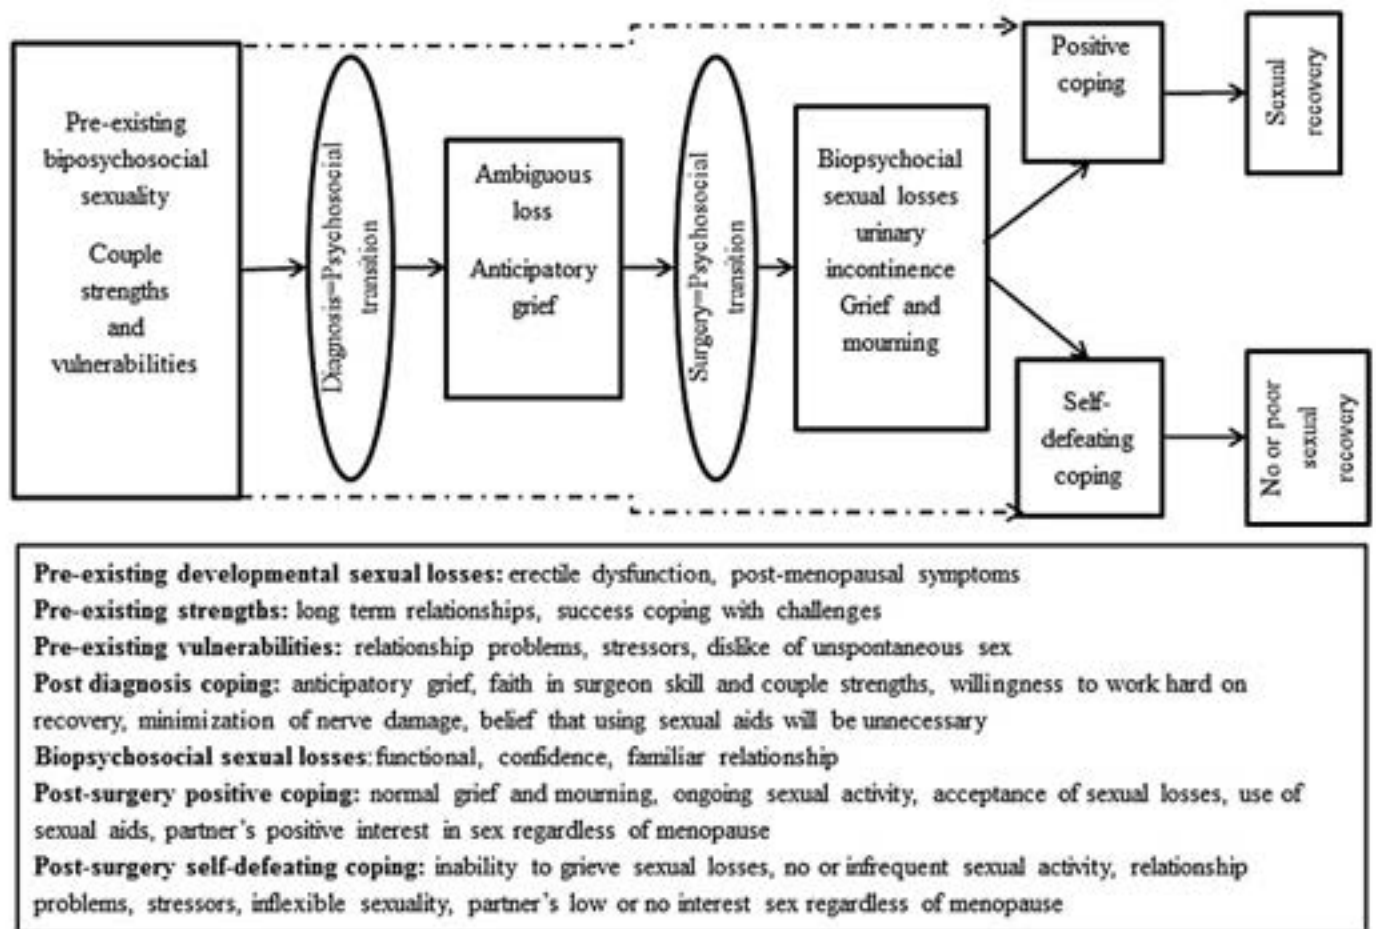 Pre-existing
biposychosocial
sexuality
Couple
strengths
and
vulnerabilities
Diagnosis=Psychosocial
transition
Ambiguous
loss
Anticipatory
grief
Surgery=Psychosocial
transition
Biopsychocial
sexual losses
urinary
incontinence
Grief and
mourning
Positive
coping
Sexual
recovery
Self-
defeating
coping
No or poor
sexual
recovery
Pre-existing developmental sexual losses: erectile dysfunction, post-menopausal symptoms
Pre-existing strengths: long term relationships, success coping with challenges
Pre-existing vulnerabilities: relationship problems, stressors, dislike of unspontaneous sex
Post diagnosis coping: anticipatory grief, faith in surgeon skill and couple strengths, willingness to work hard on
recovery, minimization of nerve damage, belief that using sexual aids will be unnecessary
Biopsychosocial sexual losses: functional, confidence, familiar relationship
Post-surgery positive coping: normal grief and mourning, ongoing sexual activity, acceptance of sexual losses, use of
sexual aids, partner's positive interest in sex regardless of menopause
Post-surgery self-defeating coping: inability to grieve sexual losses, no or infrequent sexual activity, relationship
problems, stressors, inflexible sexuality, partner's low or no interest sex regardless of menopause